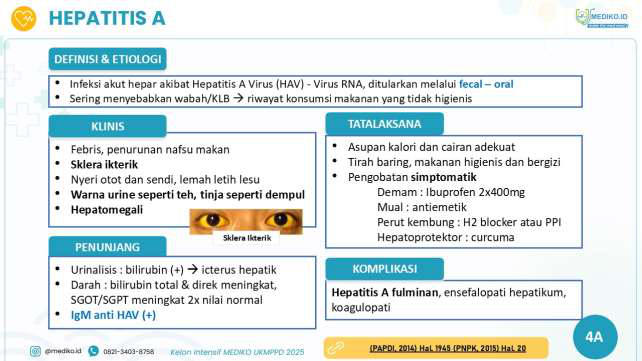 HEPATITIS A
MEDIKO.ID
DEFINISI & ETIOLOGI
• Infeksi akut hepar akibat Hepatitis A Virus (HAV) - Virus RNA, ditularkan melalui fecal – oral
• Sering menyebabkan wabah/KLB → riwayat konsumsi makanan yang tidak higienis
KLINIS
• Febris, penurunan nafsu makan
• Sklera ikterik
• Nyeri otot dan sendi, lemah letih lesu
• Warna urine seperti teh, tinja seperti dempul
• Hepatomegali
Sklera Ikterik
PENUNJANG
• Urinalisis : bilirubin (+) → icterus hepatik
• Darah : bilirubin total & direk meningkat,
SGOT/SGPT meningkat 2x nilai normal
• IgM anti HAV (+)
TATALAKSANA
• Asupan kalori dan cairan adekuat
• Tirah baring, makanan higienis dan bergizi
• Pengobatan simptomatik
Demam : Ibuprofen 2x400mg
Mual : antiemetik
Perut kembung : H2 blocker atau PPI
Hepatoprotektor : curcuma
KOMPLIKASI
Hepatitis A fulminan, ensefalopati hepatikum,
koagulopati
4A
@mediko.id
0821-3403-8758
Kelan Intensif MEDIKO UKMPPD 2025
(PAPDI, 2014) Hal. 1945 (PNPK, 2015) Hal. 20